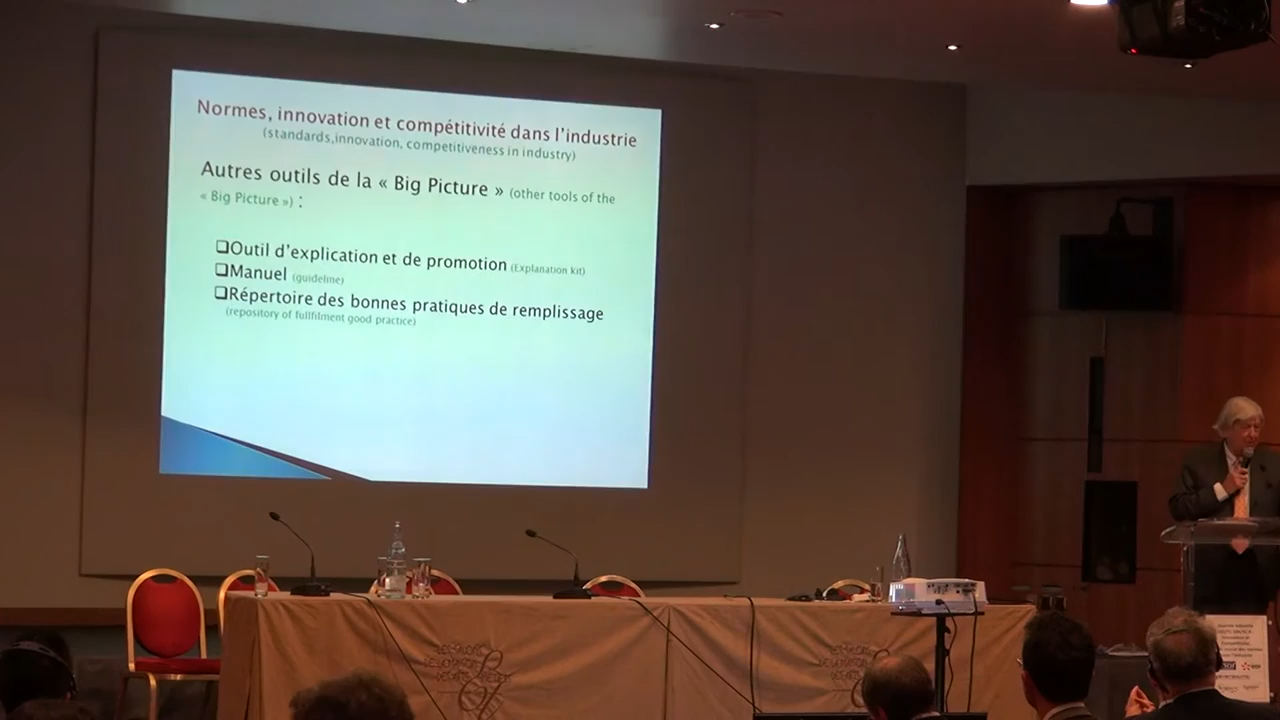 Normes, innovation et compétitivité dans l'industrie
(standards,innovation, competitiveness in industry)
Autres outils de la « Big Picture » (other tools of the
« Big Picture ») :
❑Outil d'explication et de promotion (Explanation kit)
❑Manuel (guideline)
❑Répertoire des bonnes pratiques de remplissage
(repository of fullfilment good practice)